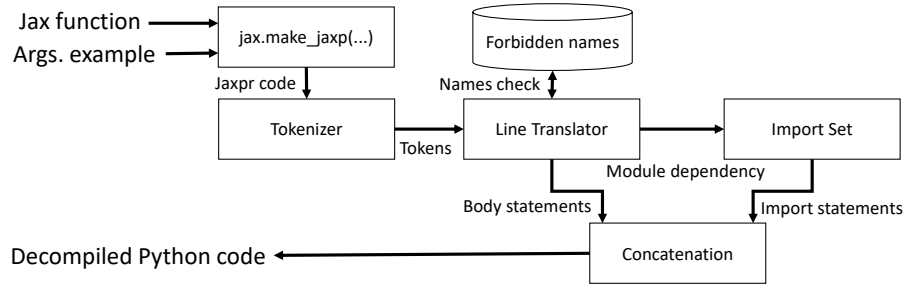 Jax function
Args. example
jax.make_jaxp(...)
Forbidden names
Jaxpr code
Names check
Tokenizer
Tokens
Line Translator
Import Set
Module dependency
Body statements
Import statements
Concatenation
Decompiled Python code